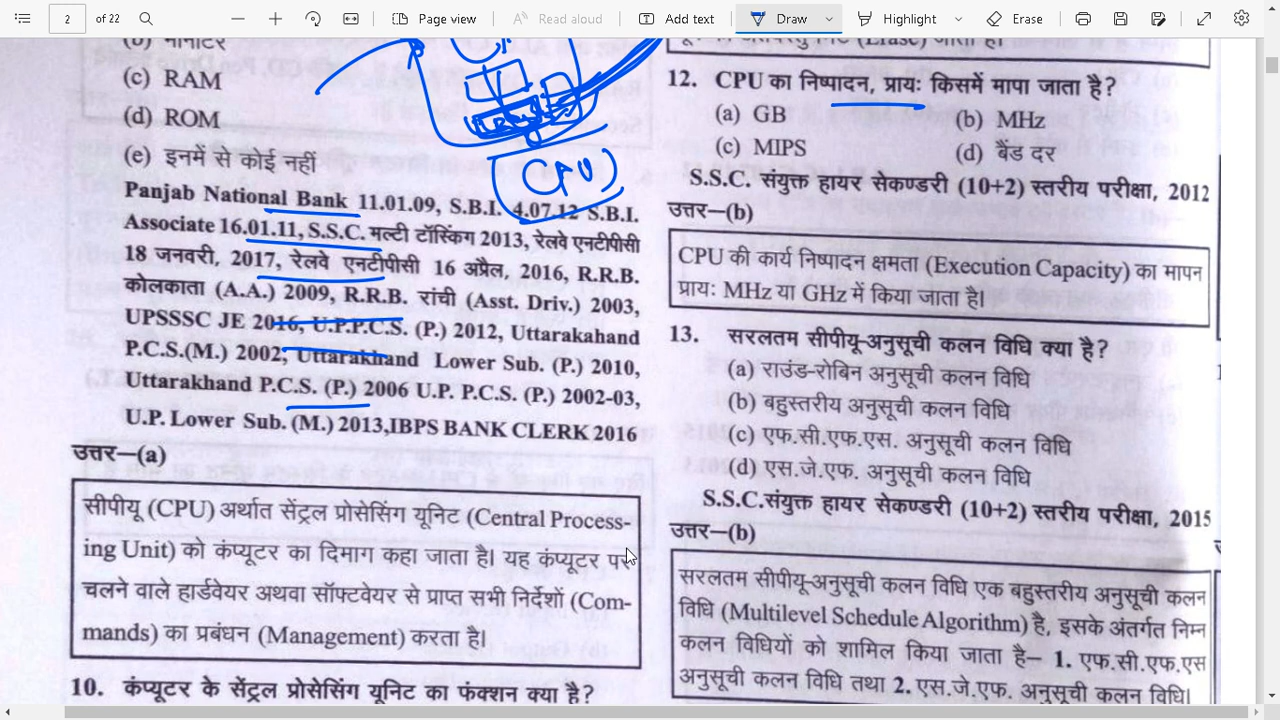 2 of 22 Page view Read aloud Add text Draw Highlight Erase
(b) मॉनीटर
(c) RAM
(d) ROM
(e) इनमें से कोई नहीं
Panjab National Bank 11.01.09, S.B.I. 4.07.12 S.B.I.
Associate 16.01.11, S.S.C. मल्टी टॉस्किंग 2013, रेलवे एनटीपीसी
18 जनवरी, 2017, रेलवे एनटीपीसी 16 अप्रैल, 2016, R.R.B.
कोलकाता (A.A.) 2009, R.R.B. रांची (Asst. Driv.) 2003,
UPSSSC JE 2016, U.P.P.C.S. (P.) 2012, Uttarakahand
P.C.S.(M.) 2002, Uttarakhand Lower Sub. (P.) 2010,
Uttarakhand P.C.S. (P.) 2006 U.P. P.C.S. (P.) 2002-03,
U.P. Lower Sub. (M.) 2013,IBPS BANK CLERK 2016
उत्तर—(a)
सीपीयू (CPU) अर्थात सेंट्रल प्रोसेसिंग यूनिट (Central Process-
ing Unit) को कंप्यूटर का दिमाग कहा जाता है। यह कंप्यूटर पर
चलने वाले हार्डवेयर अथवा सॉफ्टवेयर से प्राप्त सभी निर्देशों (Com-
mands) का प्रबंधन (Management) करता है।
10. कंप्यूटर के सेंट्रल प्रोसेसिंग यूनिट का फंक्शन क्या है?
(CPU)
(Erase) जाता है।
12. CPU का निष्पादन, प्रायः किसमें मापा जाता है?
(a) GB (b) MHz
(c) MIPS (d) बैंड दर
S.S.C. संयुक्त हायर सेकण्डरी (10+2) स्तरीय परीक्षा, 2012
उत्तर—(b)
CPU की कार्य निष्पादन क्षमता (Execution Capacity) का मापन
प्राय: MHz या GHz में किया जाता है।
13. सरलतम सीपीयू-अनुसूची कलन विधि क्या है?
(a) राउंड-रोबिन अनुसूची कलन विधि
(b) बहुस्तरीय अनुसूची कलन विधि
(c) एफ.सी.एफ.एस. अनुसूची कलन विधि
(d) एस.जे.एफ. अनुसूची कलन विधि
S.S.C.संयुक्त हायर सेकण्डरी (10+2) स्तरीय परीक्षा, 2015
उत्तर—(b)
सरलतम सीपीयू-अनुसूची कलन विधि एक बहुस्तरीय अनुसूची कलन
विधि (Multilevel Schedule Algorithm) है, इसके अंतर्गत निम्न
कलन विधियों को शामिल किया जाता है– 1. एफ.सी.एफ.एस
अनुसूची कलन विधि तथा 2. एस.जे.एफ. अनुसूची कलन विधि।